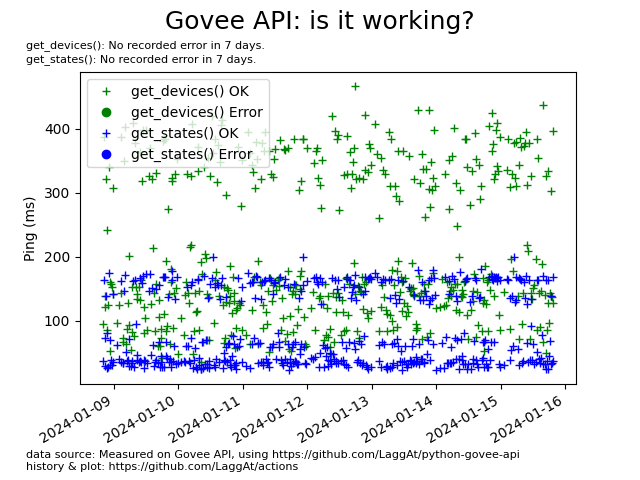 Govee API: is it working?
get_devices(): No recorded error in 7 days.
get_states(): No recorded error in 7 days.
get_devices() OK
get_devices() Error
get_states() OK
get_states() Error
400
300
200
100
Ping (ms)
2024-01-09
2024-01-10
2024-01-11
2024-01-12
2024-01-13
2024-01-14
2024-01-15
2024-01-16
data source: Measured on Govee API, using https://github.com/LaggAt/python-govee-api
history & plot: https://github.com/LaggAt/actions